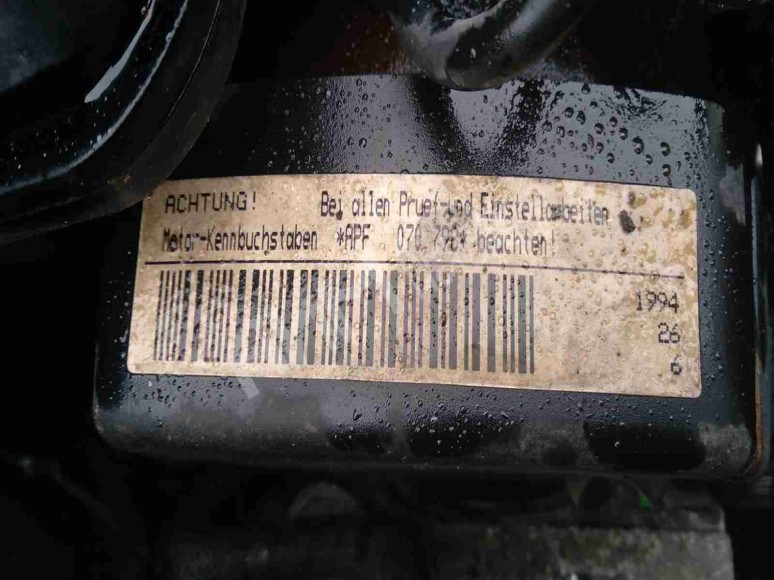 ACHTUNG! Bei allen Pruef-und Einstellarbeiten
Motor-Kennbuchstaben *APF 070 796* beachten!
1994
26
6